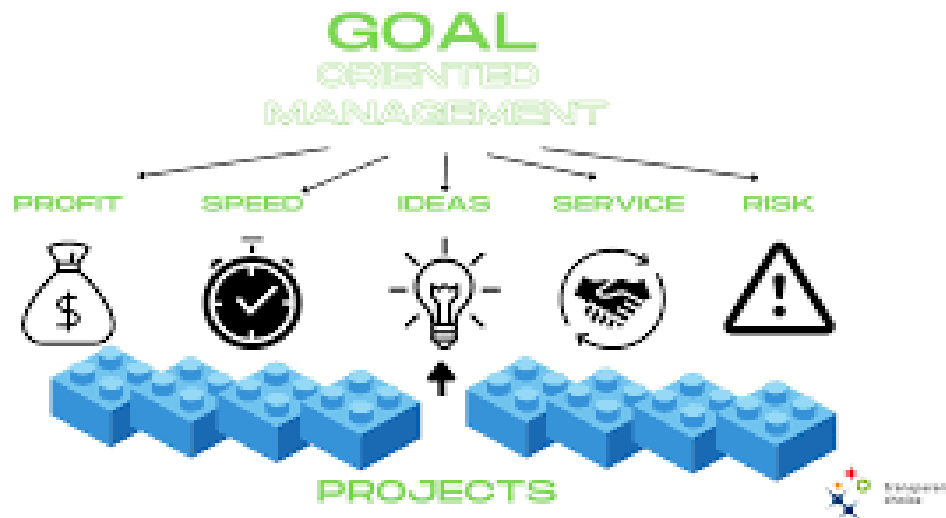 GOAL
ORIENTED
MANAGEMENT
PROFIT SPEED IDEAS SERVICE RISK
$
PROJECTS